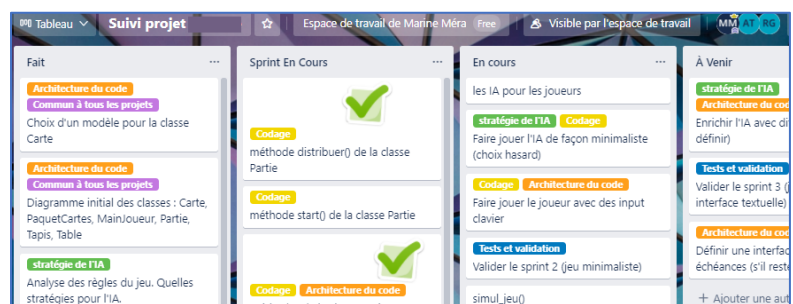 Tableau
Suivi projet
Espace de travail de Marine Méra Free
Visible par l'espace de travail
MM AT RG
Fait
Architecture du code
Commun à tous les projets
Choix d'un modèle pour la classe
Carte
Architecture du code
Commun à tous les projets
Diagramme initial des classes : Carte,
PaquetCartes, MainJoueur, Partie,
Tapis, Table
stratégie de l'IA
Analyse des règles du jeu. Quelles
stratégies pour l'IA.
Sprint En Cours
Codage
méthode distribuer() de la classe
Partie
Codage
méthode start() de la classe Partie
Codage Architecture du code
En cours
les IA pour les joueurs
stratégie de l'IA Codage
Faire jouer l'IA de façon minimaliste
(choix hasard)
Codage Architecture du code
Faire jouer le joueur avec des input
clavier
Tests et validation
Valider le sprint 2 (jeu minimaliste)
simul_jeu()
À Venir
stratégie de l'IA
Architecture du cod
Enrichir l'IA avec di
définir)
Tests et validation
Valider le sprint 3 (j
interface textuelle)
Architecture du cod
Définir une interfac
échéances (s'il reste
+ Ajouter une aut